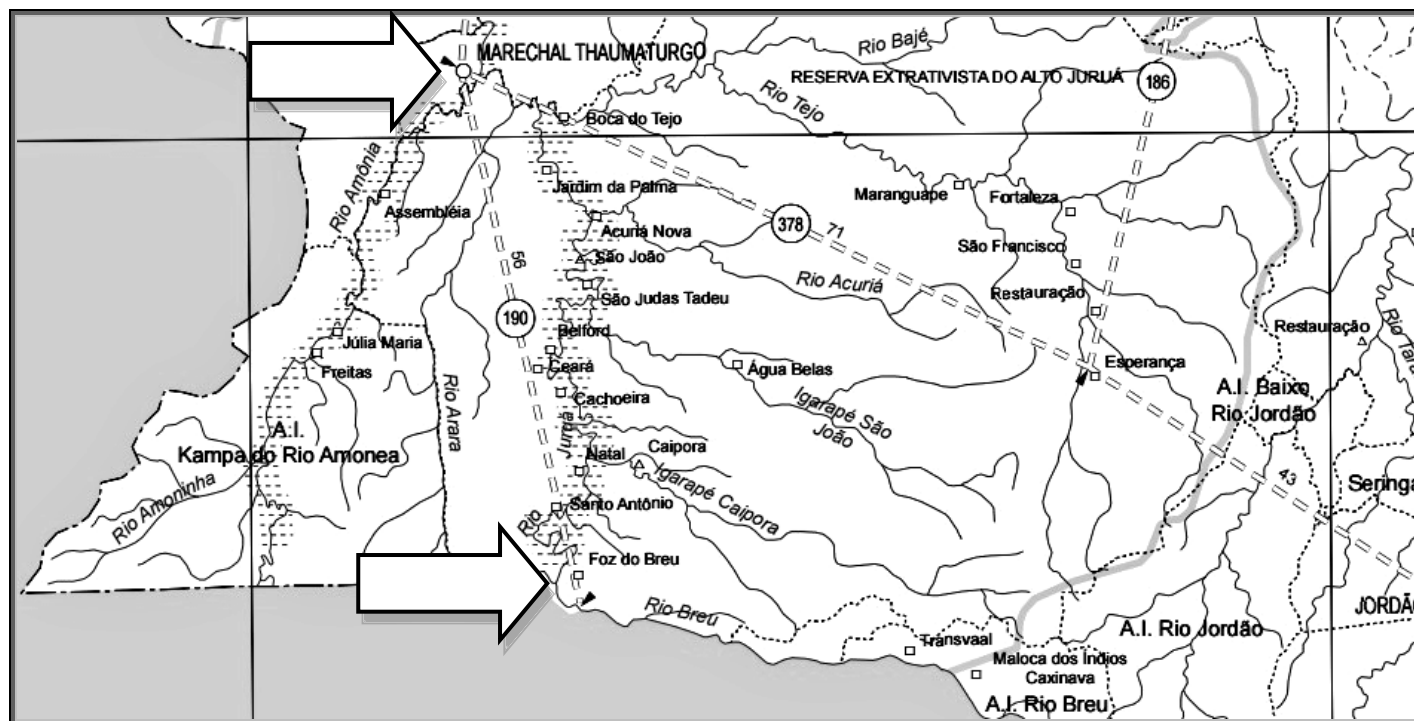 Rio Bajé
MARECHAL THAUMATURGO
RESERVA EXTRATIVISTA DO ALTO JURUÁ
186
Rio Tejo
Boca do Tejo
Rio Amônia
Jardim da Palma
Maranguape
Fortaleza
Assembléia
378
71
Acuriá Nova
São Francisco
São João
56
Rio Acuriá
São Judas Tadeu
Restauração
190
Belford
Restauração
Júlia Maria
Freitas
Ceará
Água Belas
Esperança
Rio Arara
Cachoeira
A.I. Baixo
Rio Jordão
Igarapé São
João
A.I.
Kampa do Rio Amonea
Juruá
Caipora
Natal
Igarapé Caipora
43
Rio Amoninha
Santo Antônio
Rio
Foz do Breu
Rio Breu
A.I. Rio Jordão
Transvaal
Maloca dos Índios
Caxinava
A.I. Rio Breu